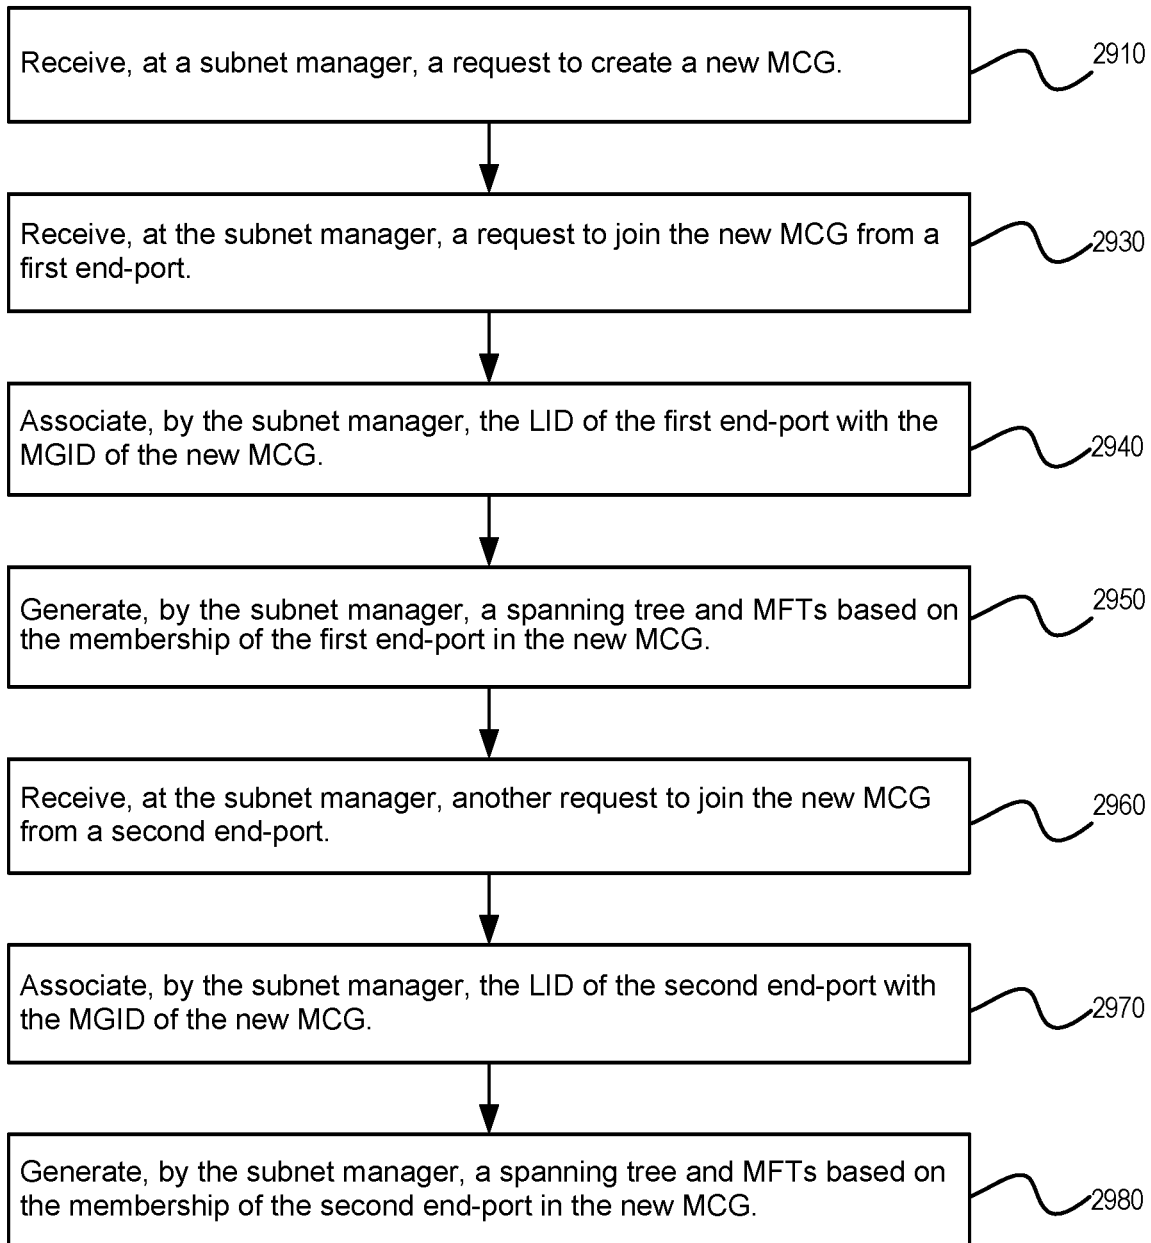 Receive, at a subnet manager, a request to create a new MCG.
2910
Receive, at the subnet manager, a request to join the new MCG from a
first end-port.
2930
Associate, by the subnet manager, the LID of the first end-port with the
MGID of the new MCG.
2940
Generate, by the subnet manager, a spanning tree and MFTs based on
the membership of the first end-port in the new MCG.
2950
Receive, at the subnet manager, another request to join the new MCG
from a second end-port.
2960
Associate, by the subnet manager, the LID of the second end-port with
the MGID of the new MCG.
2970
Generate, by the subnet manager, a spanning tree and MFTs based on
the membership of the second end-port in the new MCG.
2980